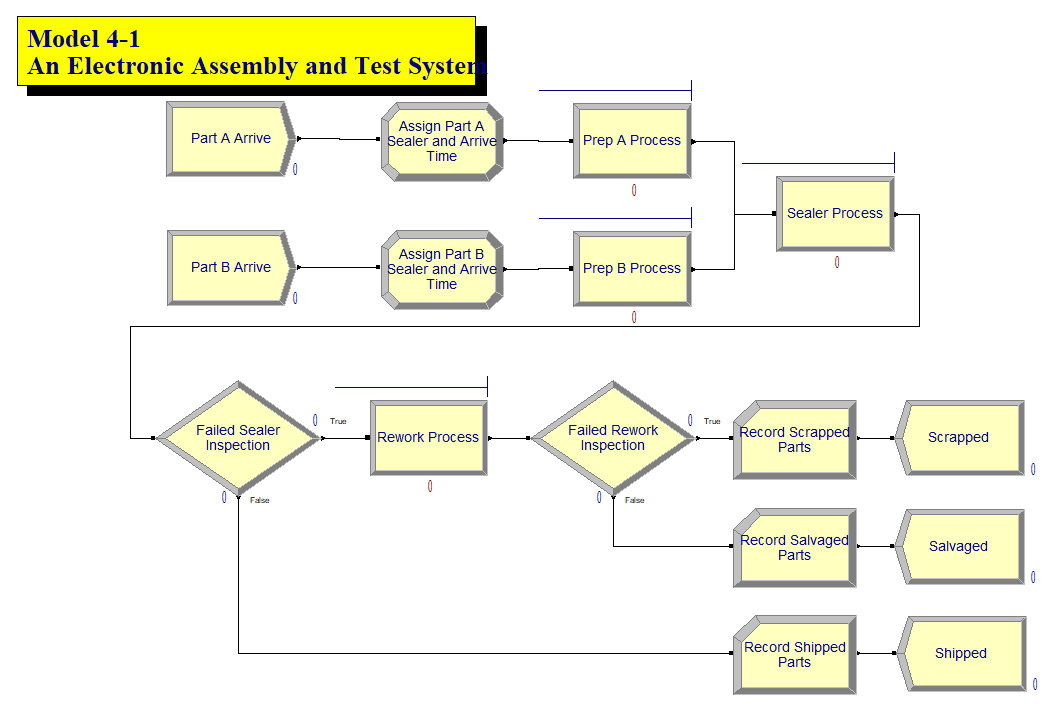 Model 4-1
An Electronic Assembly and Test System
Part A Arrive
0
Assign Part A
Sealer and Arrive
Time
Prep A Process
0
Part B Arrive
0
Assign Part B
Sealer and Arrive
Time
Prep B Process
0
Sealer Process
0
Failed Sealer
Inspection
0
True
0
False
Rework Process
0
Failed Rework
Inspection
0
True
0
False
Record Scrapped
Parts
Scrapped
0
Record Salvaged
Parts
Salvaged
0
Record Shipped
Parts
Shipped
0